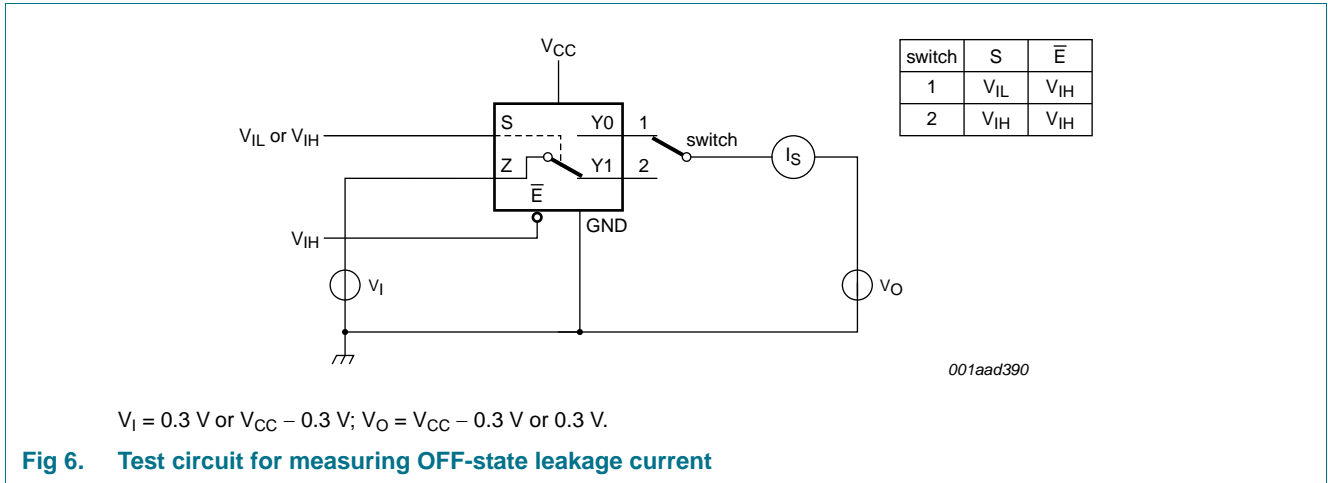 VCC
switch S E̅
1 VIL VIH
2 VIH VIH
S Y0 1
VIL or VIH
switch
IS
Z Y1 2
E̅
GND
VIH
VI
VO
001aad390
VI = 0.3 V or VCC − 0.3 V; VO = VCC − 0.3 V or 0.3 V.
Fig 6. Test circuit for measuring OFF-state leakage current